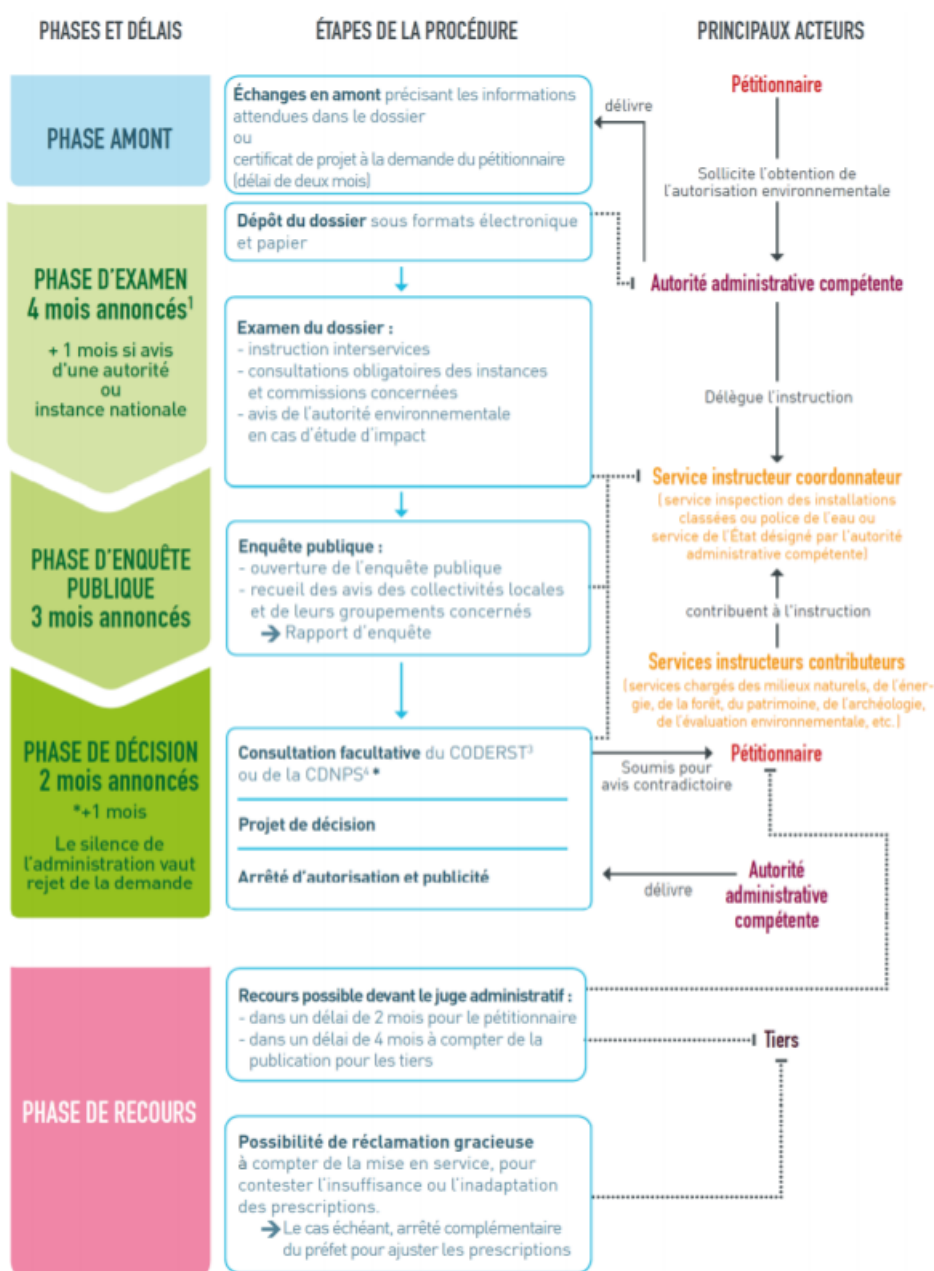 PHASES ET DÉLAIS
ÉTAPES DE LA PROCÉDURE
PRINCIPAUX ACTEURS
PHASE AMONT
Échanges en amont précisant les informations
attendues dans le dossier
ou
certificat de projet à la demande du pétitionnaire
(délai de deux mois)
délivre
Pétitionnaire
Sollicite l'obtention de
l'autorisation environnementale
PHASE D'EXAMEN
4 mois annoncés¹
+ 1 mois si avis
d'une autorité
ou
instance nationale
Dépôt du dossier sous formats électronique
et papier
Autorité administrative compétente
Examen du dossier :
- instruction interservices
- consultations obligatoires des instances
et commissions concernées
- avis de l'autorité environnementale
en cas d'étude d'impact
Délègue l'instruction
Service instructeur coordonnateur
(service inspection des installations
classées ou police de l'eau ou
service de l'État désigné par l'autorité
administrative compétente)
PHASE D'ENQUÊTE
PUBLIQUE
3 mois annoncés
Enquête publique :
- ouverture de l'enquête publique
- recueil des avis des collectivités locales
et de leurs groupements concernés
→ Rapport d'enquête
contribuent à l'instruction
Services instructeurs contributeurs
(services chargés des milieux naturels, de l'éner-
gie, de la forêt, du patrimoine, de l'archéologie,
de l'évaluation environnementale, etc.)
PHASE DE DÉCISION
2 mois annoncés
*+1 mois
Le silence de
l'administration vaut
rejet de la demande
Consultation facultative du CODERST³
ou de la CDNPS⁴ *
Projet de décision
Arrêté d'autorisation et publicité
Soumis pour
avis contradictoire
Pétitionnaire
délivre
Autorité
administrative
compétente
PHASE DE RECOURS
Recours possible devant le juge administratif :
- dans un délai de 2 mois pour le pétitionnaire
- dans un délai de 4 mois à compter de la
publication pour les tiers
Tiers
Possibilité de réclamation gracieuse
à compter de la mise en service, pour
contester l'insuffisance ou l'inadaptation
des prescriptions.
→ Le cas échéant, arrêté complémentaire
du préfet pour ajuster les prescriptions